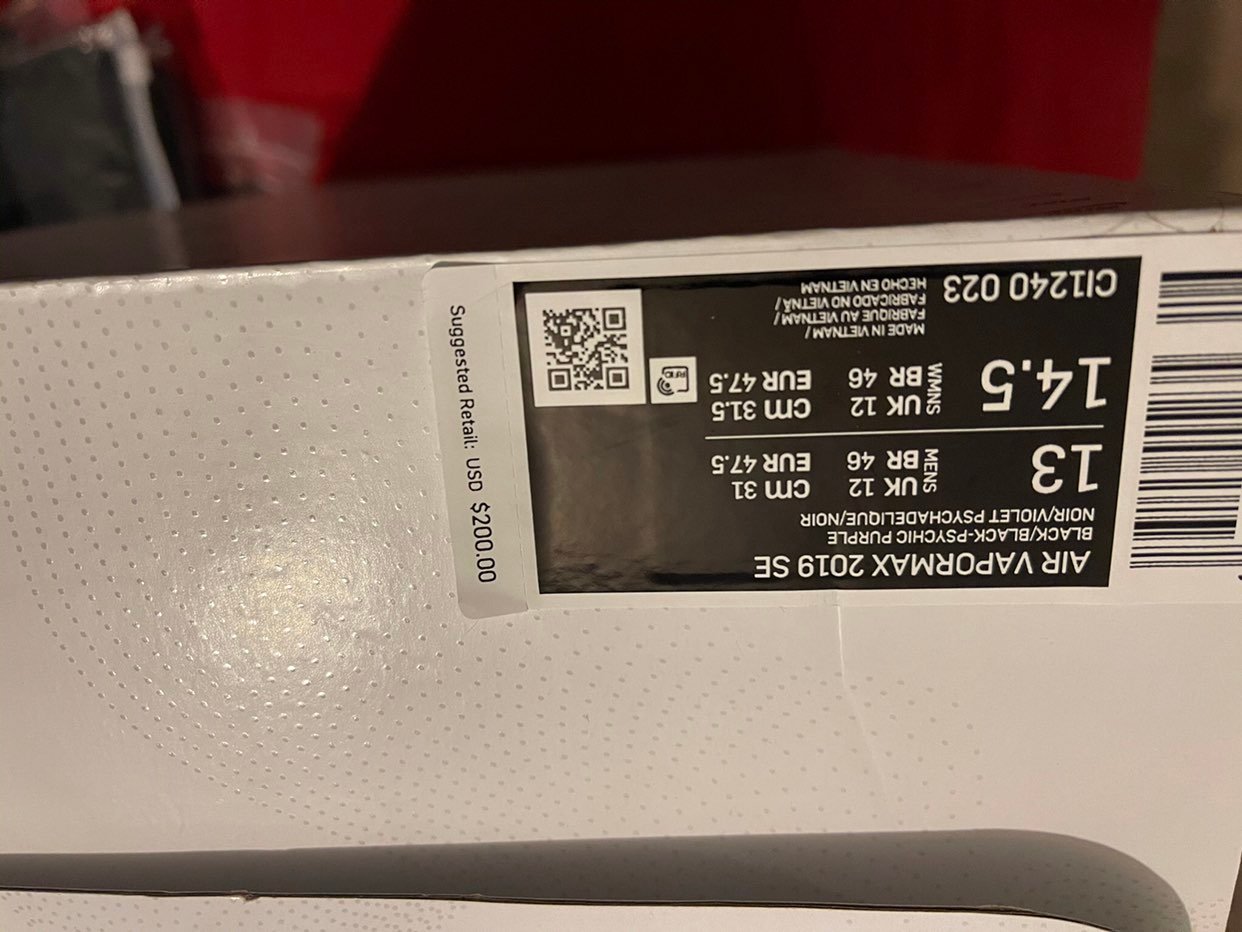 AIR VAPORMAX 2019 SE
BLACK/BLACK-PSYCHIC PURPLE
NOIR/VIOLET PSYCHADELIQUE/NOIR
13 MENS UK 12 cm 31
BR 46 EUR 47.5
14.5 WMNS UK 12 cm 31.5
BR 46 EUR 47.5
CI1240 023
MADE IN VIETNAM /
FABRIQUE AU VIETNAM /
FABRICADO NO VIETNÃ /
HECHO EN VIETNAM
RFID
Suggested Retail: USD $200.00